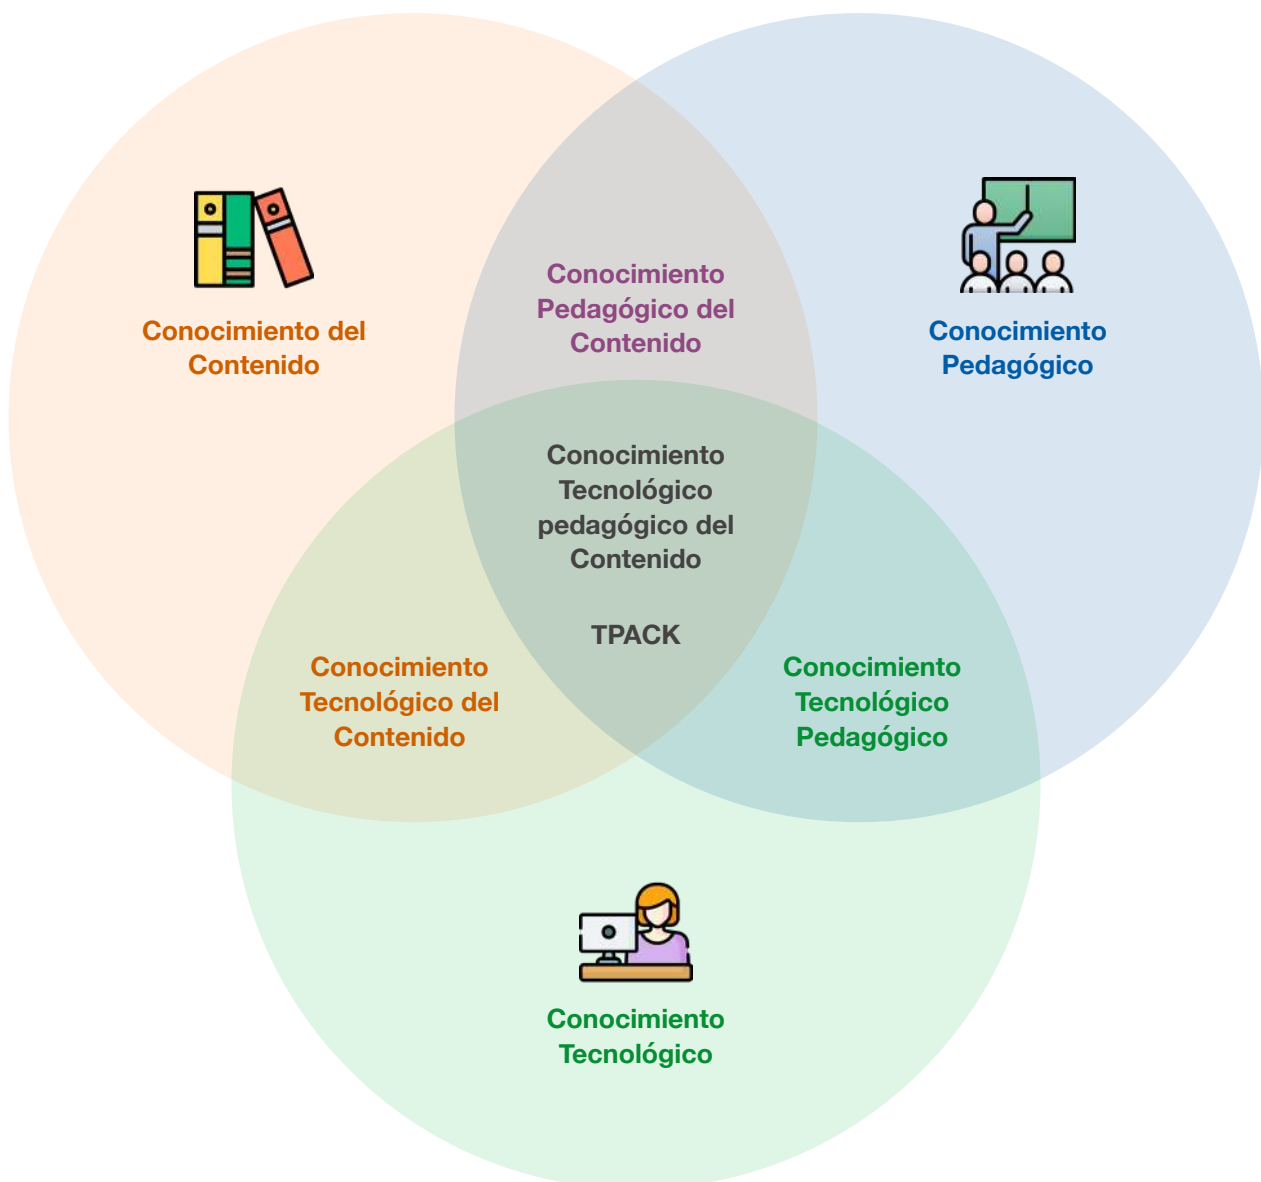 Conocimiento del
Contenido
Conocimiento
Pedagógico del
Contenido
Conocimiento
Pedagógico
Conocimiento
Tecnológico
pedagógico del
Contenido
TPACK
Conocimiento
Tecnológico del
Contenido
Conocimiento
Tecnológico
Pedagógico
Conocimiento
Tecnológico